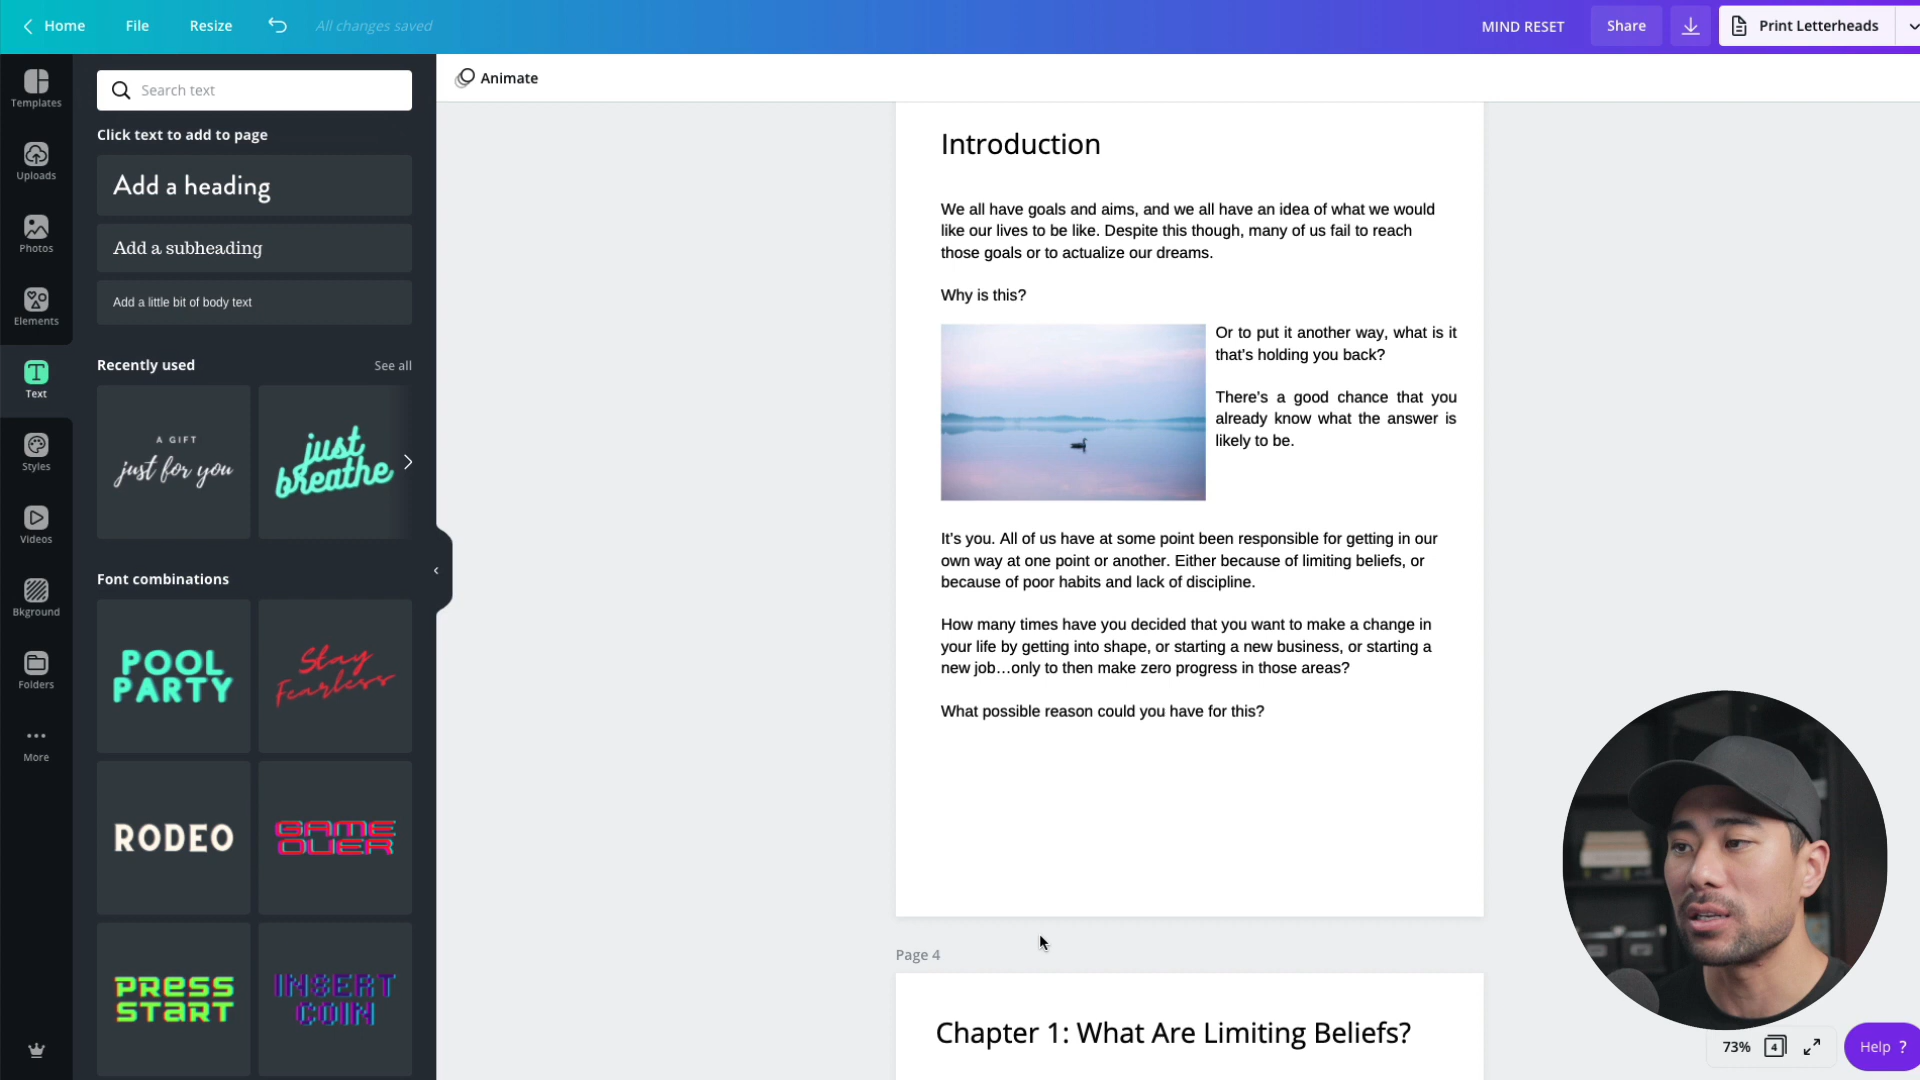 Home File Resize All changes saved MIND RESET Share Print Letterheads
Animate
Templates
Uploads
Photos
Elements
Text
Styles
Videos
Bkground
Folders
More
Search text
Click text to add to page
Add a heading
Add a subheading
Add a little bit of body text
Recently used See all
A GIFT
just for you
just
breathe
Font combinations
POOL
PARTY
Stay
Fearless
RODEO
GAME
OVER
PRESS
START
INSERT
COIN
Introduction
We all have goals and aims, and we all have an idea of what we would
like our lives to be like. Despite this though, many of us fail to reach
those goals or to actualize our dreams.
Why is this?
Or to put it another way, what is it
that's holding you back?
There's a good chance that you
already know what the answer is
likely to be.
It's you. All of us have at some point been responsible for getting in our
own way at one point or another. Either because of limiting beliefs, or
because of poor habits and lack of discipline.
How many times have you decided that you want to make a change in
your life by getting into shape, or starting a new business, or starting a
new job…only to then make zero progress in those areas?
What possible reason could you have for this?
Page 4
Chapter 1: What Are Limiting Beliefs?
73% 4 Help ?